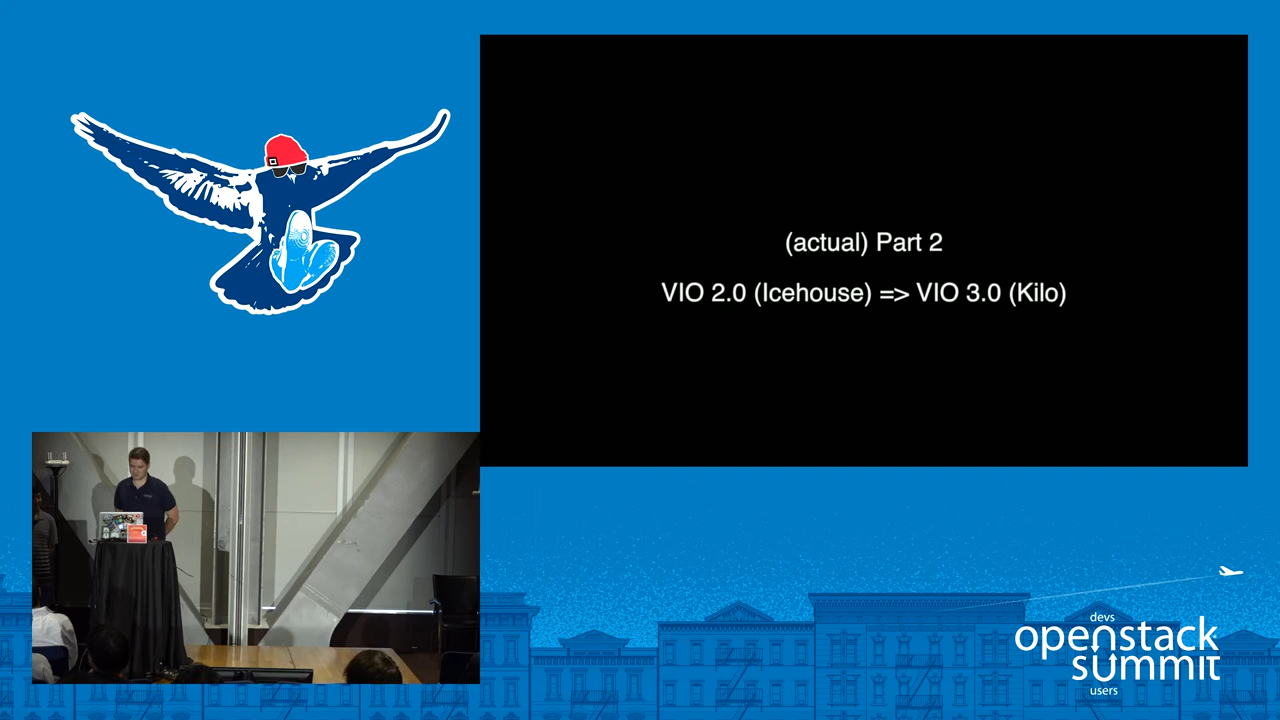 (actual) Part 2
VIO 2.0 (Icehouse) => VIO 3.0 (Kilo)
devs
openstack
summit
users